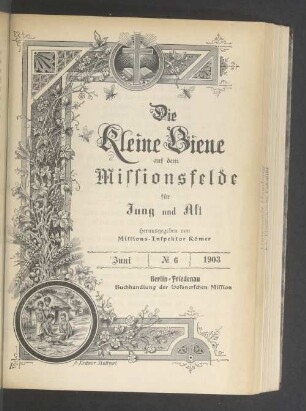 Die
Kleine Biene
auf dem
Missionsfelde
für
Jung und Alt
Herausgegeben von
Missions-Inspektor Römer
Juni № 6 1903
Berlin-Friedenau
Buchhandlung der Goßnerschen Mission